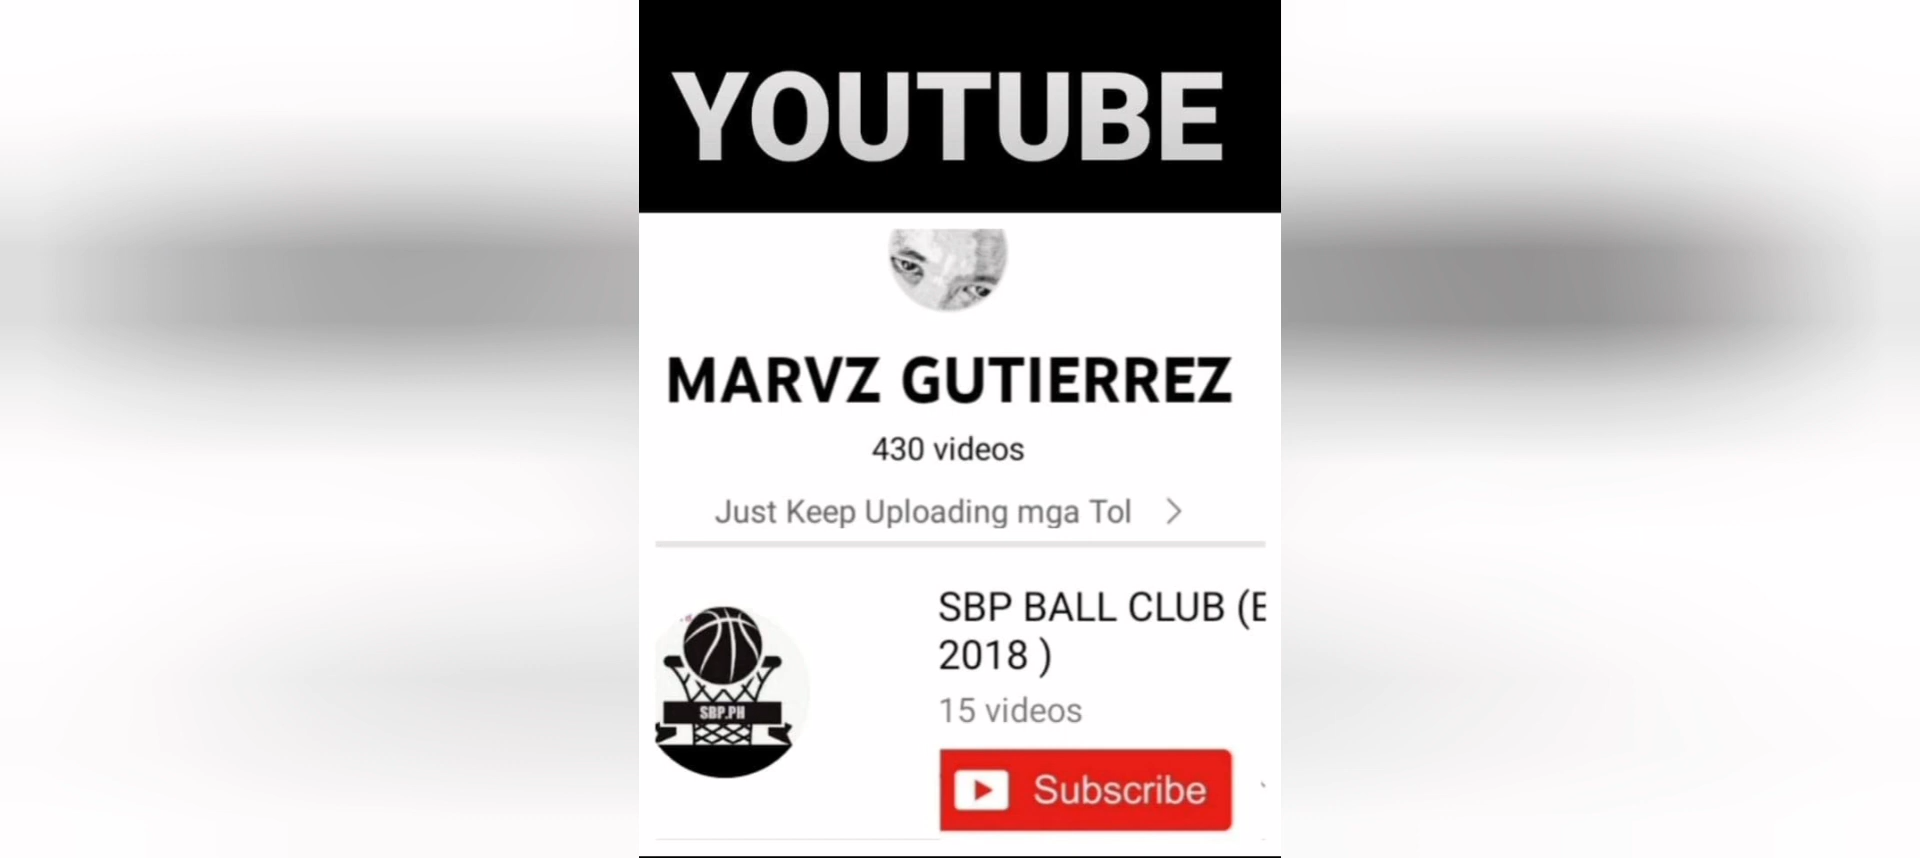 YOUTUBE
MARVZ GUTIERREZ
430 videos
Just Keep Uploading mga Tol
SBP BALL CLUB (
2018 )
15 videos
SBP.PH
Subscribe